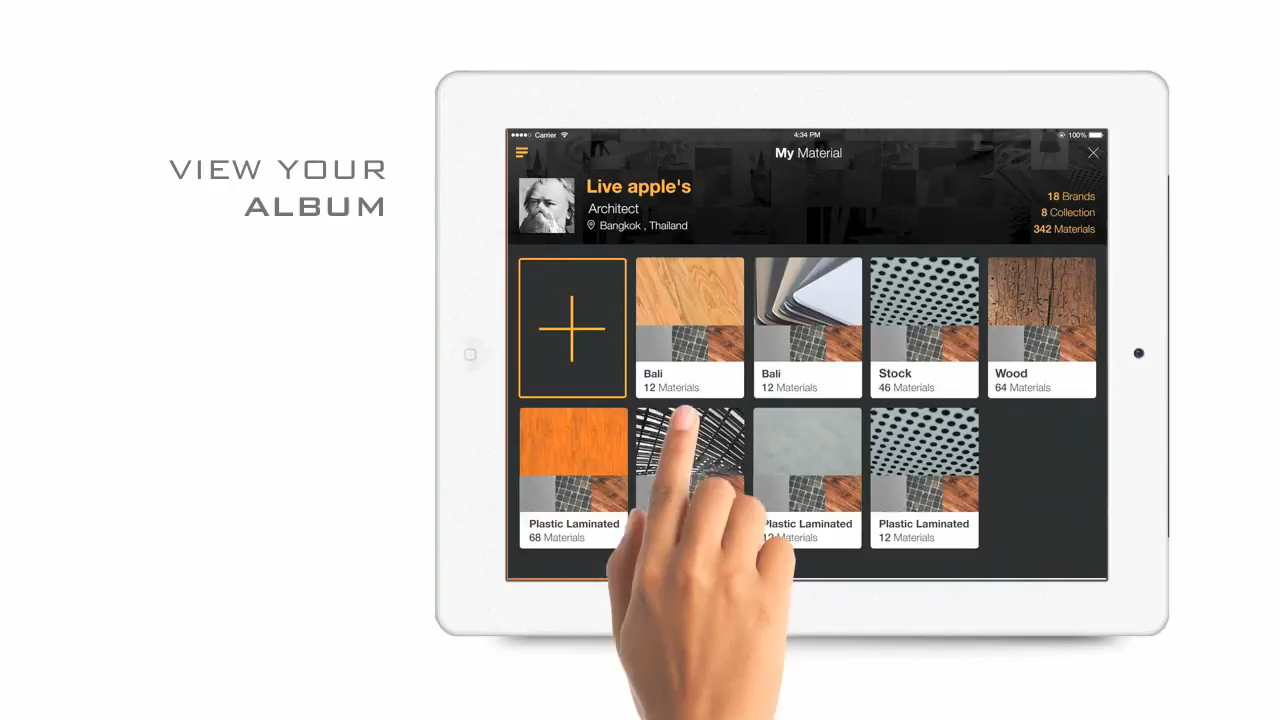 VIEW YOUR
ALBUM
Carrier
4:34 PM
100%
My Material
Live apple's
Architect
Bangkok , Thailand
18 Brands
8 Collection
342 Materials
Bali
12 Materials
Bali
12 Materials
Stock
46 Materials
Wood
64 Materials
Plastic Laminated
68 Materials
Plastic Laminated
12 Materials
Plastic Laminated
12 Materials